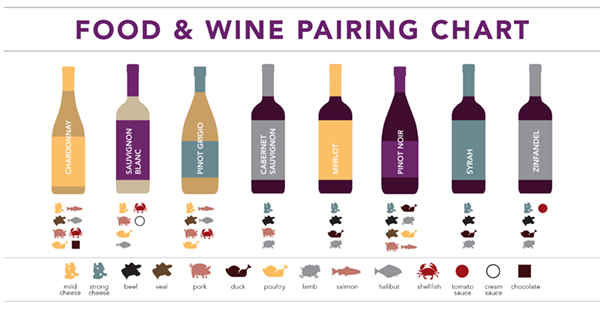 FOOD & WINE PAIRING CHART
CHARDONNAY
SAUVIGNON
BLANC
PINOT GRIGIO
CABERNET
SAUVIGNON
MERLOT
PINOT NOIR
SYRAH
ZINFANDEL
mild
cheese
strong
cheese
beef
veal
pork
duck
poultry
lamb
salmon
halibut
shellfish
tomato
sauce
cream
sauce
chocolate